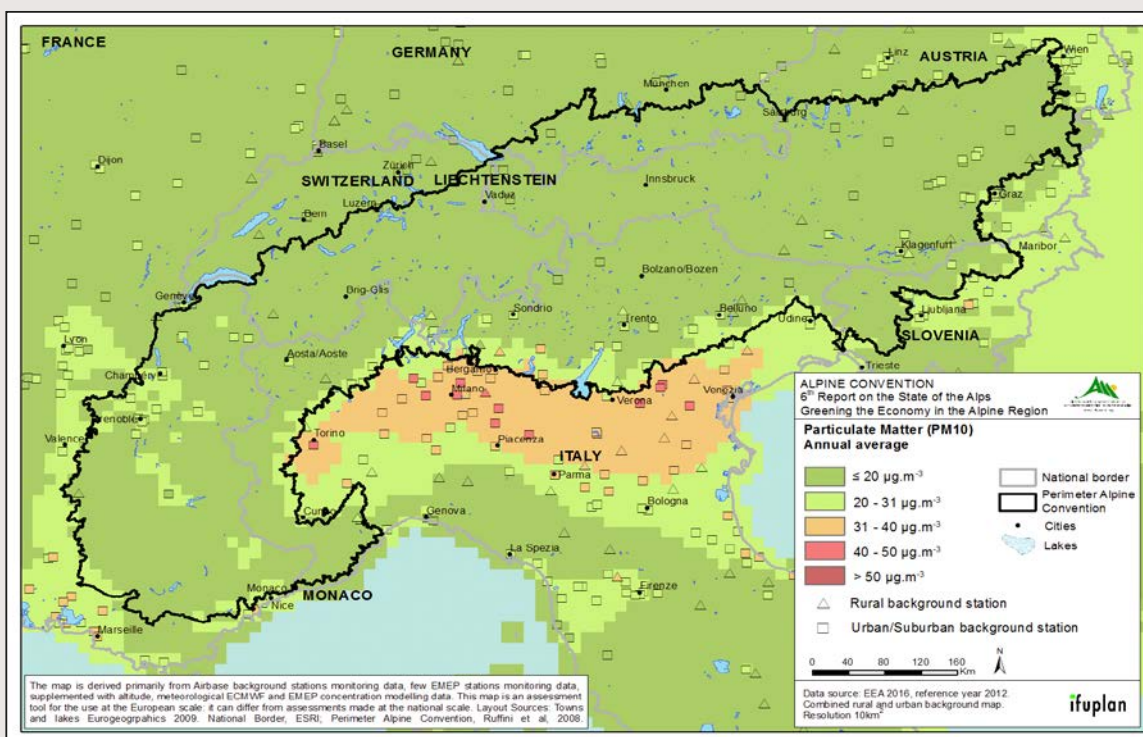 FRANCE
GERMANY
Linz
AUSTRIA
Wien
München
Salzburg
Basel
Dijon
Zürich
SWITZERLAND
LIECHTENSTEIN
Innsbruck
Vaduz
Luzern
Bern
Graz
Klagenfurt
Maribor
Bolzano/Bozen
Brig-Glis
Genève
Sondrio
Trento
Belluno
Udine
Ljubljana
SLOVENIA
Lyon
Aosta/Aoste
Trieste
Bergamo
Milano
Verona
Venezia
Valence
Torino
Piacenza
ITALY
Parma
Bologna
Genova
La Spezia
Firenze
Monaco
MONACO
Nice
Marseille
ALPINE CONVENTION
6th Report on the State of the Alps
Greening the Economy in the Alpine Region
Particulate Matter (PM10)
Annual average
≤ 20 µg.m-3
20 - 31 µg.m-3
31 - 40 µg.m-3
40 - 50 µg.m-3
> 50 µg.m-3
National border
Perimeter Alpine
Convention
Cities
Lakes
Rural background station
Urban/Suburban background station
0 40 80 120 160
Km
N
Data source: EEA 2016, reference year 2012.
Combined rural and urban background map.
Resolution 10km2
ifuplan
The map is derived primarily from Airbase background stations monitoring data, few EMEP stations monitoring data,
supplemented with altitude, meteorological ECMWF and EMEP concentration modelling data. This map is an assessment
tool for the use at the European scale: it can differ from assessments made at the national scale. Layout Sources: Towns
and lakes Eurogeogrpahics 2009. National Border, ESRI; Perimeter Alpine Convention, Ruffini et al, 2008.